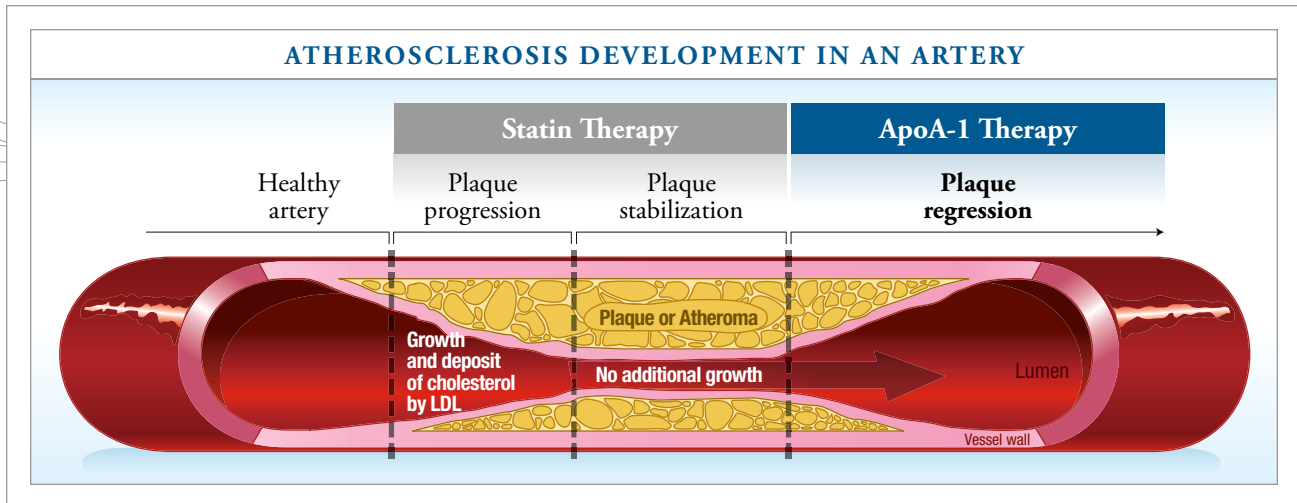 ATHEROSCLEROSIS DEVELOPMENT IN AN ARTERY
Statin Therapy
ApoA-1 Therapy
Healthy
artery
Plaque
progression
Plaque
stabilization
Plaque
regression
Plaque or Atheroma
Growth
and deposit
of cholesterol
by LDL
No additional growth
Lumen
Vessel wall